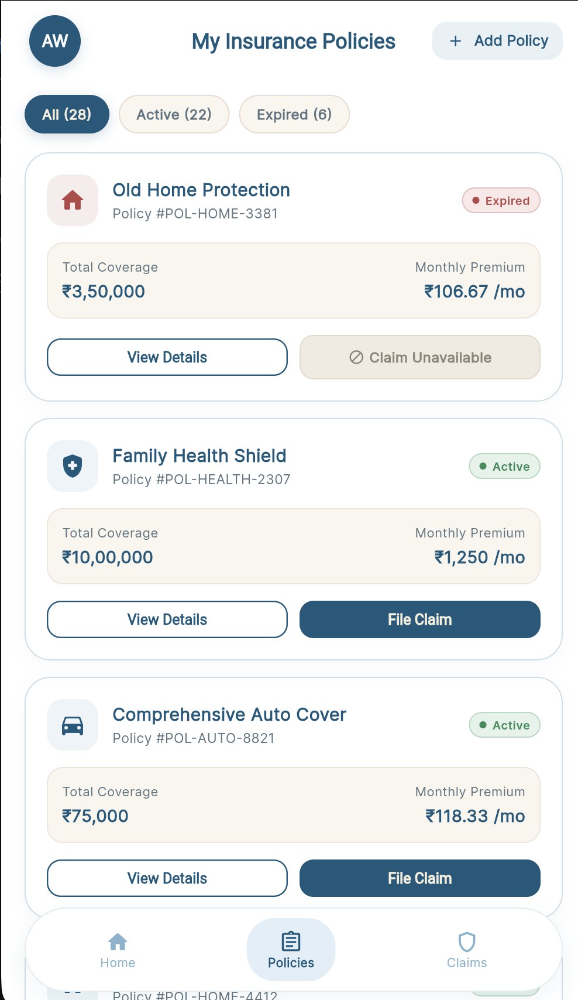 AW
My Insurance Policies
+ Add Policy
All (28)
Active (22)
Expired (6)
Old Home Protection
Policy #POL-HOME-3381
Expired
Total Coverage
Monthly Premium
₹3,50,000
₹106.67 /mo
View Details
Claim Unavailable
Family Health Shield
Policy #POL-HEALTH-2307
Active
Total Coverage
Monthly Premium
₹10,00,000
₹1,250 /mo
View Details
File Claim
Comprehensive Auto Cover
Policy #POL-AUTO-8821
Active
Total Coverage
Monthly Premium
₹75,000
₹118.33 /mo
View Details
File Claim
Home
Policies
Claims
Policy #POL-HOME-4412